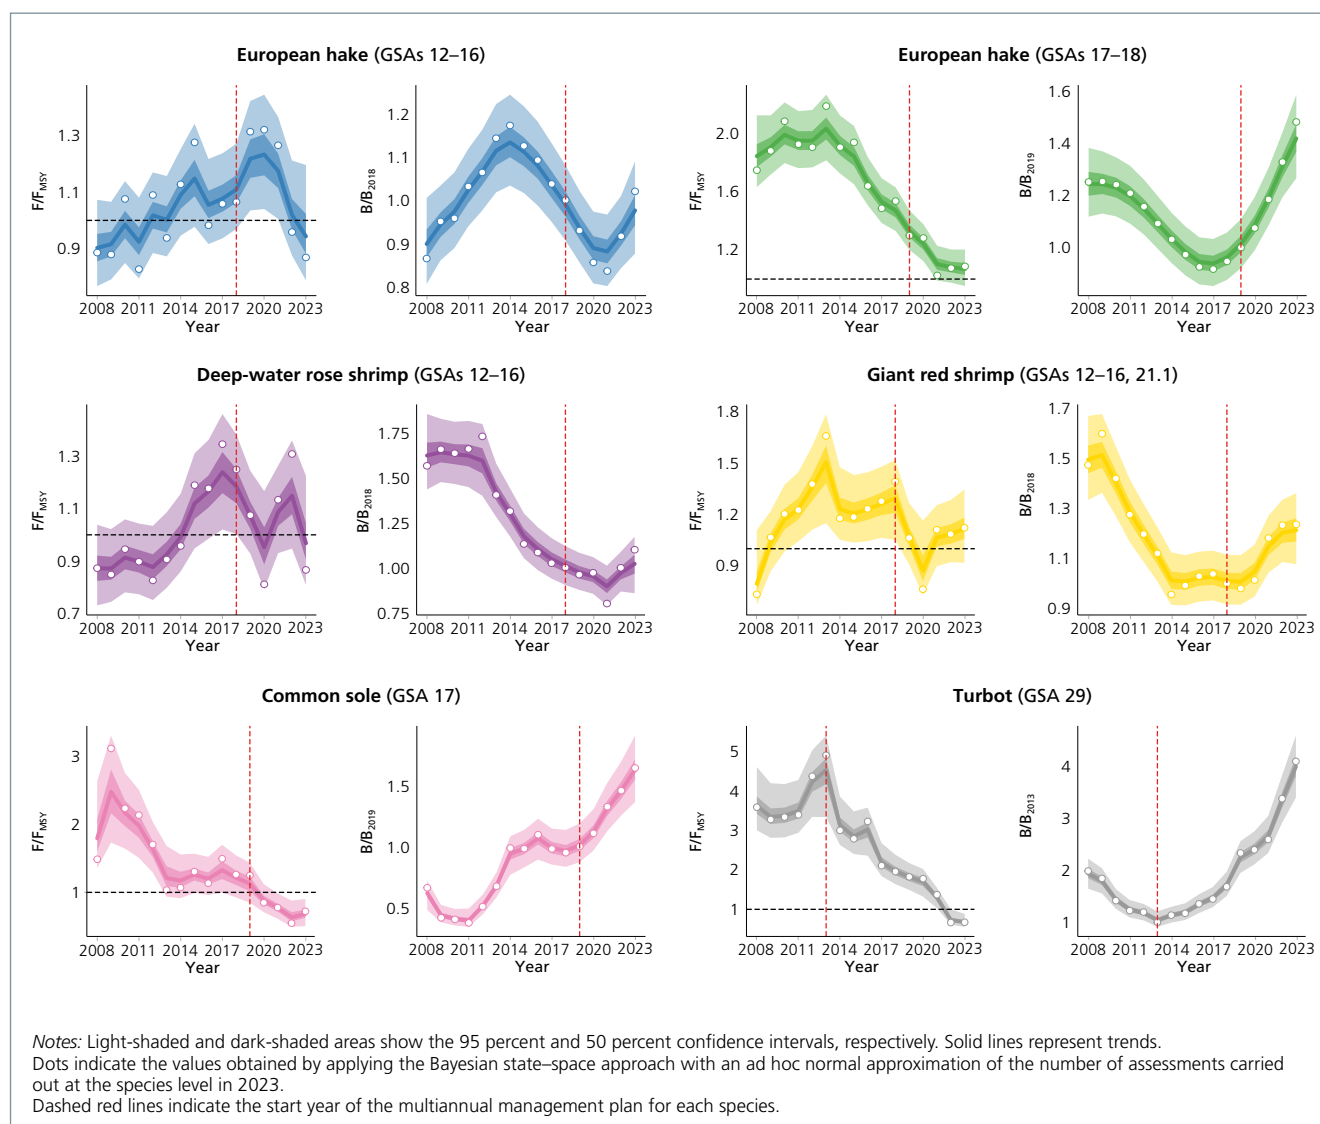 European hake (GSAs 12–16)
F/F_MSY
1.3
1.1
0.9
2008 2011 2014 2017 2020 2023
Year
B/B_2018
1.2
1.1
1.0
0.9
0.8
2008 2011 2014 2017 2020 2023
Year
European hake (GSAs 17–18)
F/F_MSY
2.0
1.6
1.2
2008 2011 2014 2017 2020 2023
Year
B/B_2019
1.6
1.4
1.2
1.0
2008 2011 2014 2017 2020 2023
Year
Deep-water rose shrimp (GSAs 12–16)
F/F_MSY
1.3
1.1
0.9
0.7
2008 2011 2014 2017 2020 2023
Year
B/B_2018
1.75
1.50
1.25
1.00
0.75
2008 2011 2014 2017 2020 2023
Year
Giant red shrimp (GSAs 12–16, 21.1)
F/F_MSY
1.8
1.5
1.2
0.9
2008 2011 2014 2017 2020 2023
Year
B/B_2018
1.7
1.5
1.3
1.1
0.9
2008 2011 2014 2017 2020 2023
Year
Common sole (GSA 17)
F/F_MSY
3
2
1
2008 2011 2014 2017 2020 2023
Year
B/B_2019
1.5
1.0
0.5
2008 2011 2014 2017 2020 2023
Year
Turbot (GSA 29)
F/F_MSY
5
4
3
2
1
2008 2011 2014 2017 2020 2023
Year
B/B_2013
4
3
2
1
2008 2011 2014 2017 2020 2023
Year
Notes: Light-shaded and dark-shaded areas show the 95 percent and 50 percent confidence intervals, respectively. Solid lines represent trends.
Dots indicate the values obtained by applying the Bayesian state–space approach with an ad hoc normal approximation of the number of assessments carried
out at the species level in 2023.
Dashed red lines indicate the start year of the multiannual management plan for each species.